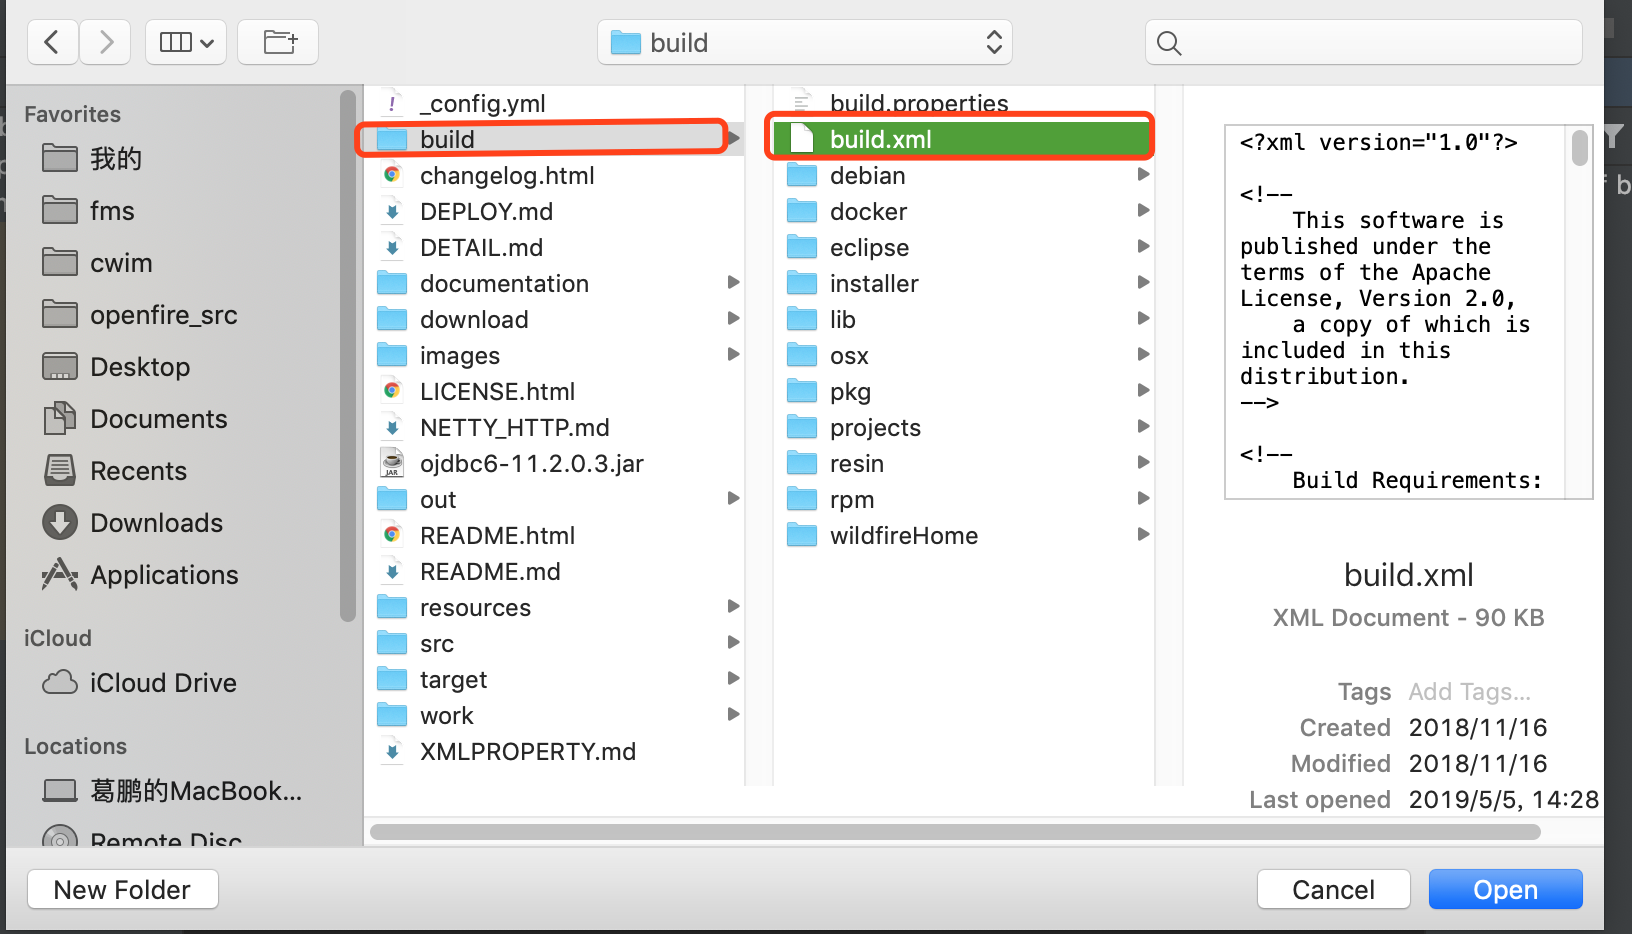 build
Favorites
我的
fms
cwim
openfire_src
Desktop
Documents
Recents
Downloads
Applications
iCloud
iCloud Drive
Locations
葛鹏的MacBook...
Remote Disc
_config.yml
build
changelog.html
DEPLOY.md
DETAIL.md
documentation
download
images
LICENSE.html
NETTY_HTTP.md
ojdbc6-11.2.0.3.jar
out
README.html
README.md
resources
src
target
work
XMLPROPERTY.md
build.properties
build.xml
debian
docker
eclipse
installer
lib
osx
pkg
projects
resin
rpm
wildfireHome
<?xml version="1.0"?>
<!--
This software is
published under the
terms of the Apache
License, Version 2.0,
a copy of which is
included in this
distribution.
-->
<!--
Build Requirements:
build.xml
XML Document - 90 KB
Tags Add Tags...
Created 2018/11/16
Modified 2018/11/16
Last opened 2019/5/5, 14:28
New Folder
Cancel
Open